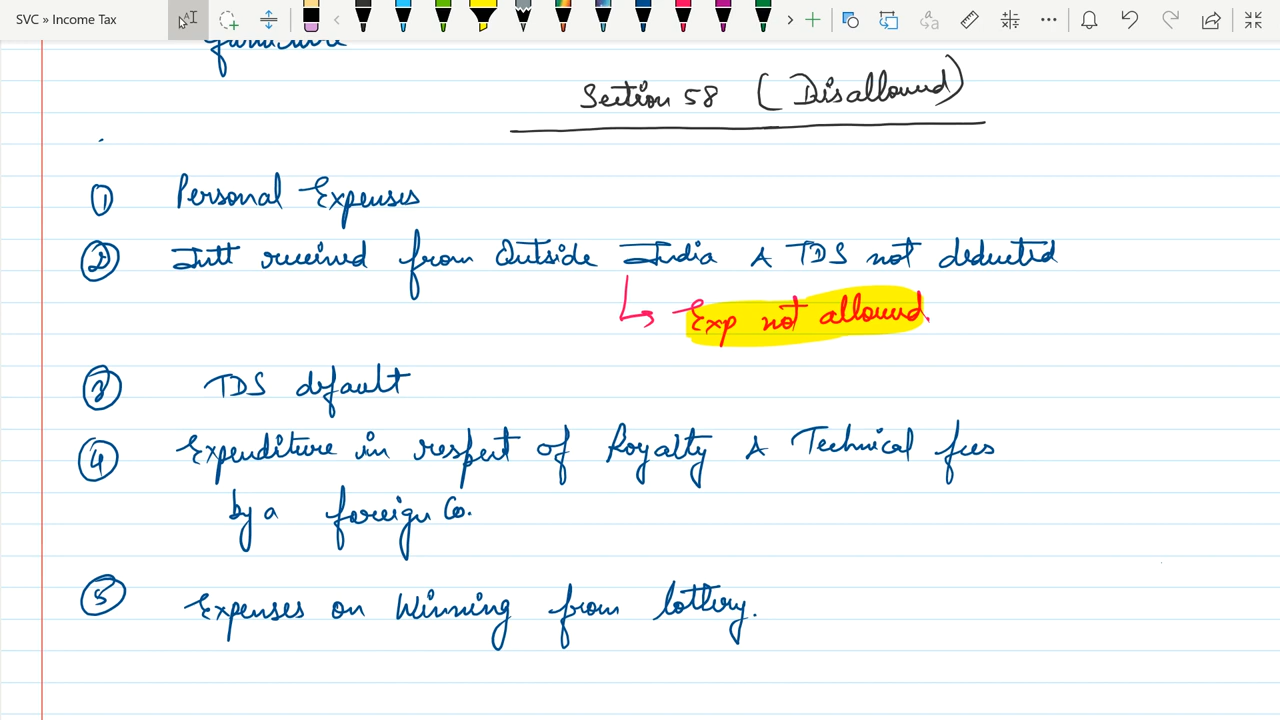 SVC » Income Tax
furniture
Section 58 (Disallowed)
① Personal Expenses
② Intt received from Outside India & TDS not deducted
↳ Exp not allowed
③ TDS default
④ Expenditure in respect of Royalty & Technical fees
by a foreign Co.
⑤ Expenses on Winning from lottery.